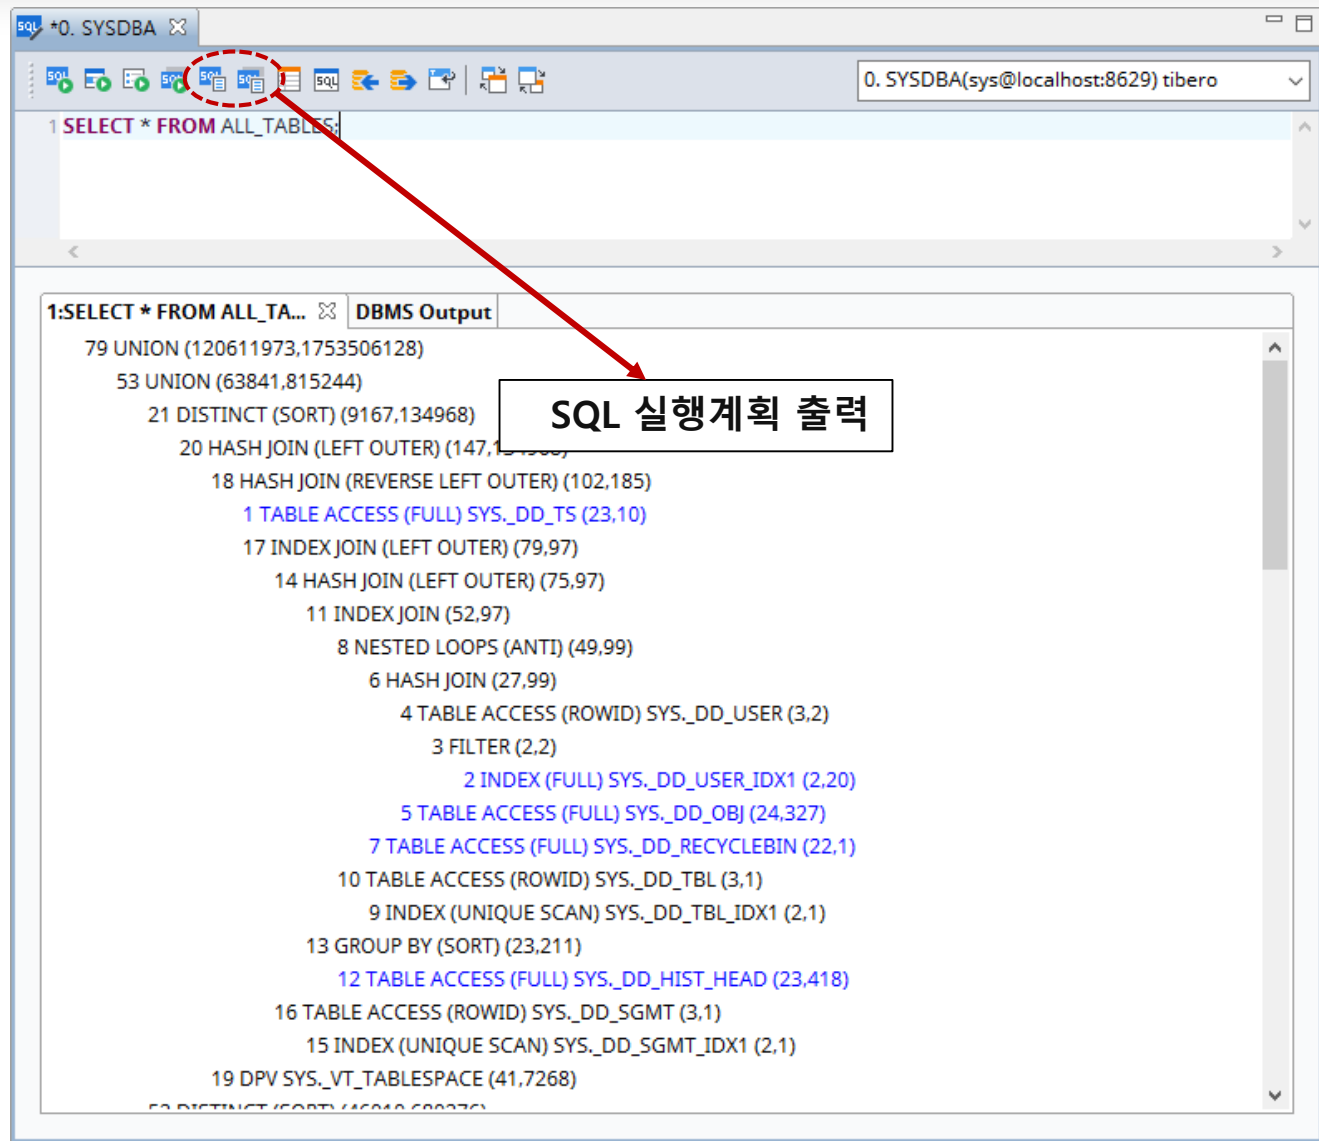 *0. SYSDBA
0. SYSDBA(sys@localhost:8629) tibero
1 SELECT * FROM ALL_TABLES;
1:SELECT * FROM ALL_TA...
DBMS Output
79 UNION (120611973,1753506128)
53 UNION (63841,815244)
SQL 실행계획 출력
21 DISTINCT (SORT) (9167,134968)
20 HASH JOIN (LEFT OUTER) (147,134968)
18 HASH JOIN (REVERSE LEFT OUTER) (102,185)
1 TABLE ACCESS (FULL) SYS._DD_TS (23,10)
17 INDEX JOIN (LEFT OUTER) (79,97)
14 HASH JOIN (LEFT OUTER) (75,97)
11 INDEX JOIN (52,97)
8 NESTED LOOPS (ANTI) (49,99)
6 HASH JOIN (27,99)
4 TABLE ACCESS (ROWID) SYS._DD_USER (3,2)
3 FILTER (2,2)
2 INDEX (FULL) SYS._DD_USER_IDX1 (2,20)
5 TABLE ACCESS (FULL) SYS._DD_OBJ (24,327)
7 TABLE ACCESS (FULL) SYS._DD_RECYCLEBIN (22,1)
10 TABLE ACCESS (ROWID) SYS._DD_TBL (3,1)
9 INDEX (UNIQUE SCAN) SYS._DD_TBL_IDX1 (2,1)
13 GROUP BY (SORT) (23,211)
12 TABLE ACCESS (FULL) SYS._DD_HIST_HEAD (23,418)
16 TABLE ACCESS (ROWID) SYS._DD_SGMT (3,1)
15 INDEX (UNIQUE SCAN) SYS._DD_SGMT_IDX1 (2,1)
19 DPV SYS._VT_TABLESPACE (41,7268)